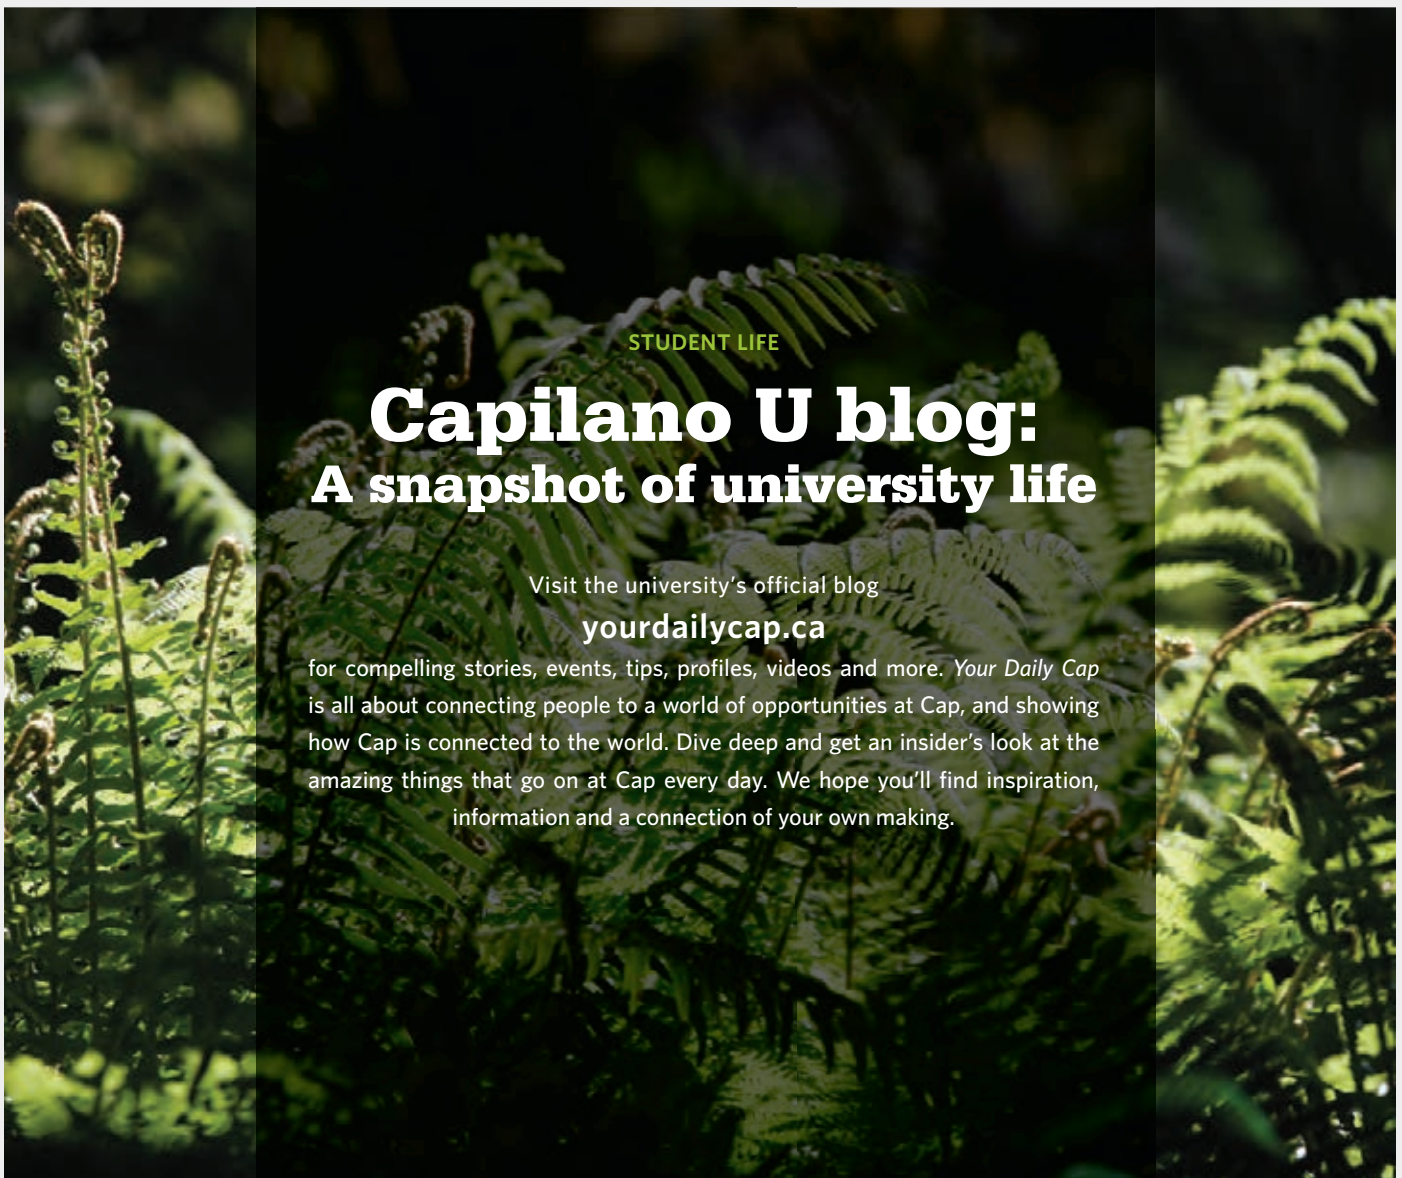 STUDENT LIFE
Capilano U blog:
A snapshot of university life
Visit the university’s official blog
yourdailycap.ca
for compelling stories, events, tips, profiles, videos and more. Your Daily Cap
is all about connecting people to a world of opportunities at Cap, and showing
how Cap is connected to the world. Dive deep and get an insider’s look at the
amazing things that go on at Cap every day. We hope you’ll find inspiration,
information and a connection of your own making.